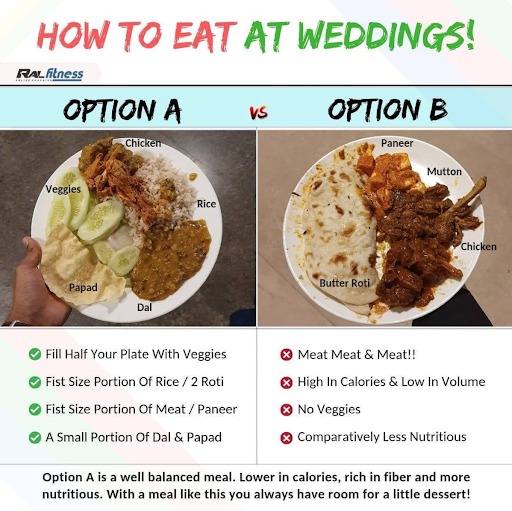 HOW TO EAT AT WEDDINGS!
RAL fitness
OPTION A VS OPTION B
Chicken
Veggies
Rice
Papad
Dal
Paneer
Mutton
Chicken
Butter Roti
Fill Half Your Plate With Veggies
Fist Size Portion Of Rice / 2 Roti
Fist Size Portion Of Meat / Paneer
A Small Portion Of Dal & Papad
Meat Meat & Meat!!
High In Calories & Low In Volume
No Veggies
Comparatively Less Nutritious
Option A is a well balanced meal. Lower in calories, rich in fiber and more
nutritious. With a meal like this you always have room for a little dessert!